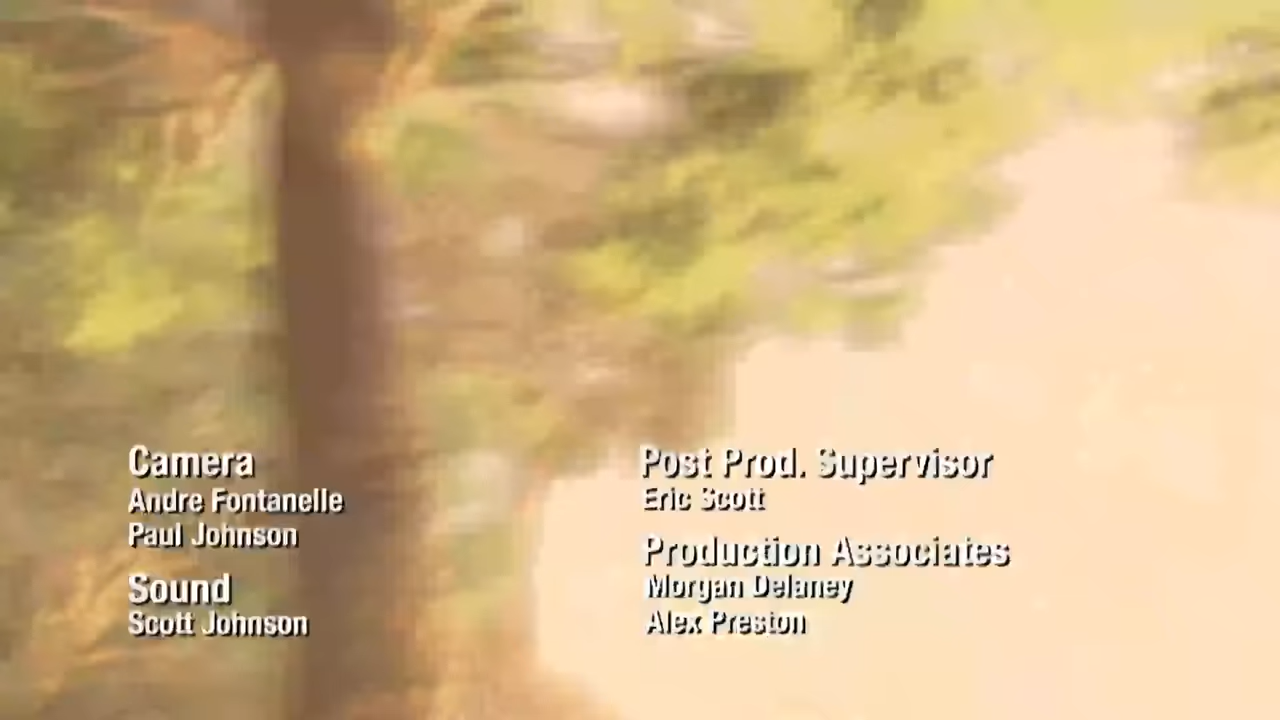 Camera
Andre Fontanelle
Paul Johnson
Sound
Scott Johnson
Post Prod. Supervisor
Eric Scott
Production Associates
Morgan Delaney
Alex Preston